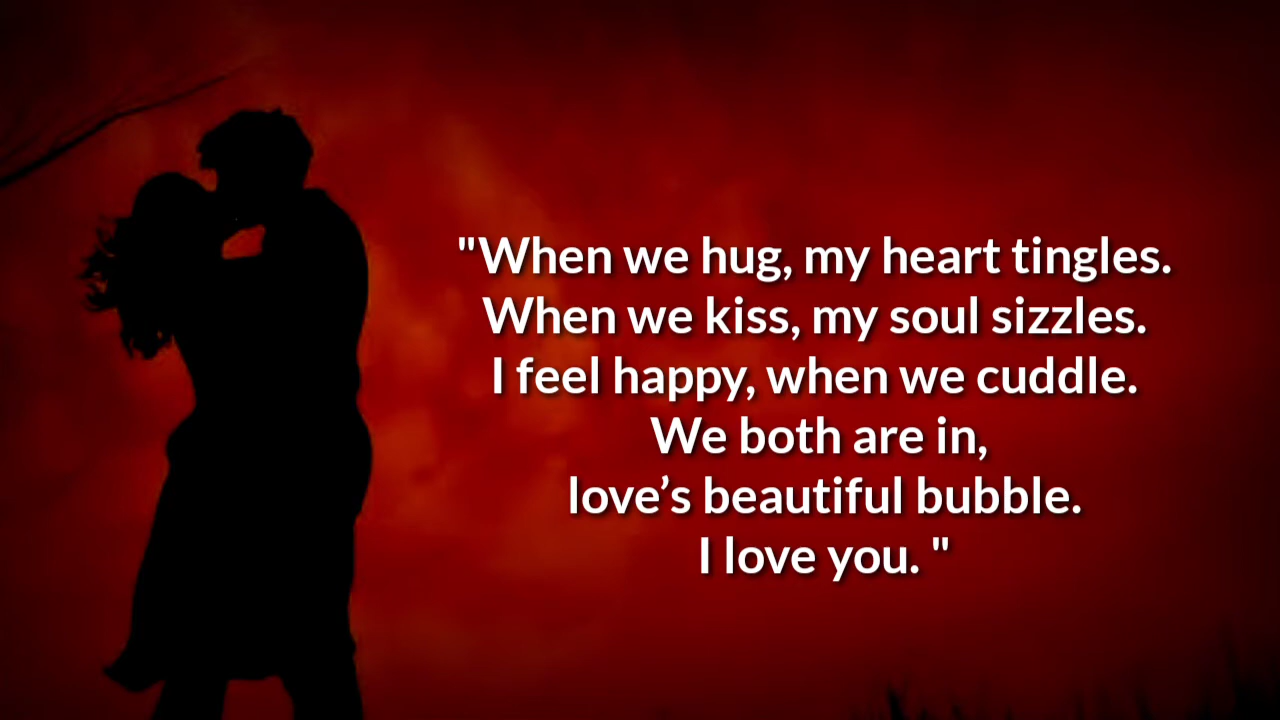 "When we hug, my heart tingles.
When we kiss, my soul sizzles.
I feel happy, when we cuddle.
We both are in,
love’s beautiful bubble.
I love you. "